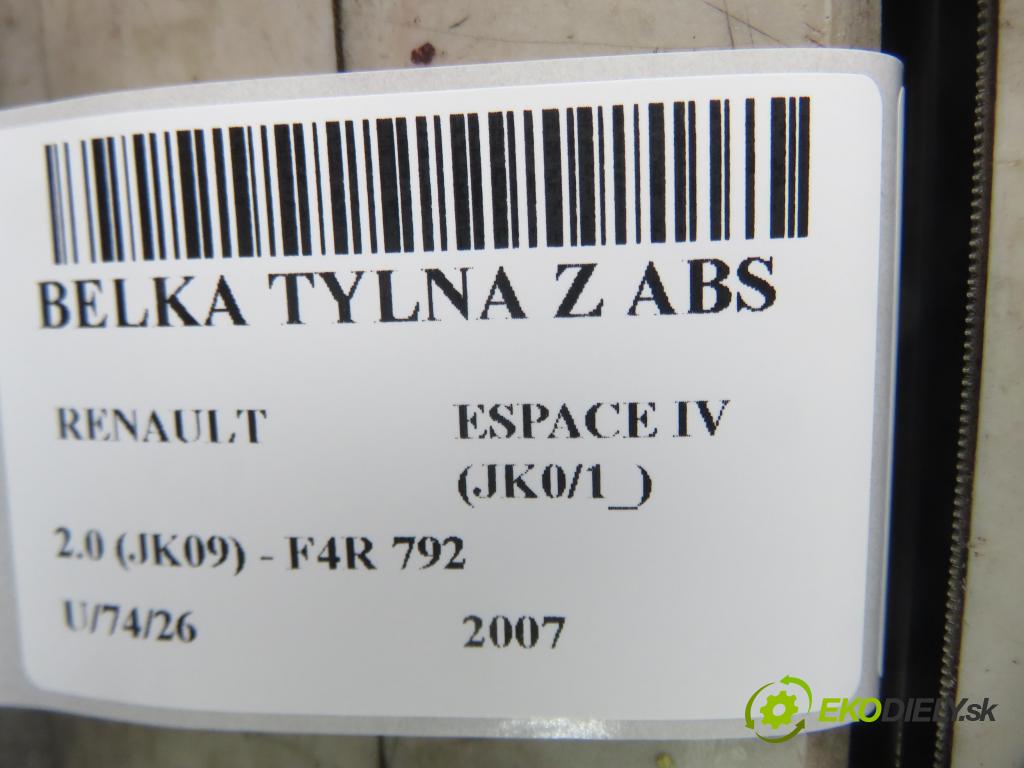 BELKA TYLNA Z ABS
RENAULT ESPACE IV
(JK0/1_)
2.0 (JK09) - F4R 792
U/74/26 2007
EKODIELY.sk